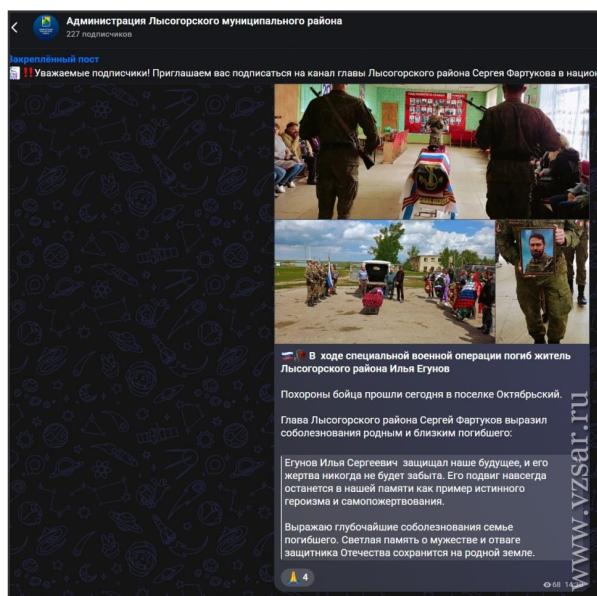 Администрация Лысогорского муниципального района
227 подписчиков
Закреплённый пост
Уважаемые подписчики! Приглашаем вас подписаться на канал главы Лысогорского района Сергея Фартукова в национ
В ходе специальной военной операции погиб житель
Лысогорского района Илья Егунов
Похороны бойца прошли сегодня в поселке Октябрьский.
Глава Лысогорского района Сергей Фартуков выразил
соболезнования родным и близким погибшего:
Егунов Илья Сергеевич защищал наше будущее, и его
жертва никогда не будет забыта. Его подвиг навсегда
останется в нашей памяти как пример истинного
героизма и самопожертвования.
Выражаю глубочайшие соболезнования семье
погибшего. Светлая память о мужестве и отваге
защитника Отечества сохранится на родной земле.
4
68
www.vzsar.ru